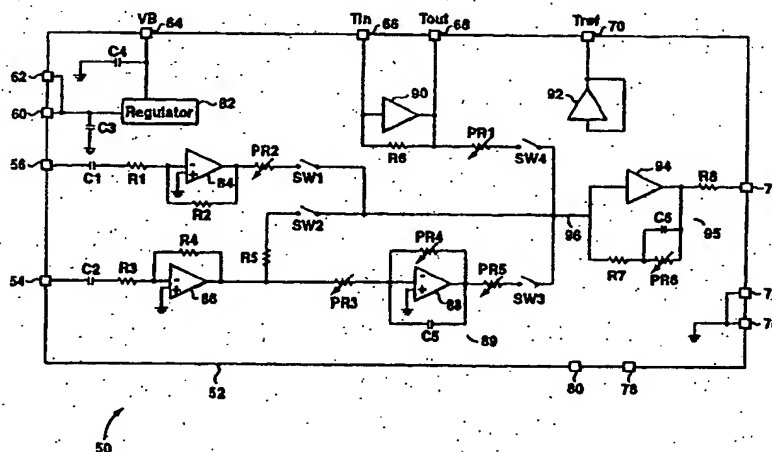 VB
64
Tin
66
Tout
68
Tref
70
C4
62
60
Regulator
82
C3
90
92
R6
PR1
SW4
56
C1
R1
84
R2
PR2
SW1
SW2
R5
94
R8
C6
95
96
R7
PR6
R4
54
C2
R3
86
PR3
PR4
88
C5
89
PR5
SW3
52
80
78
50